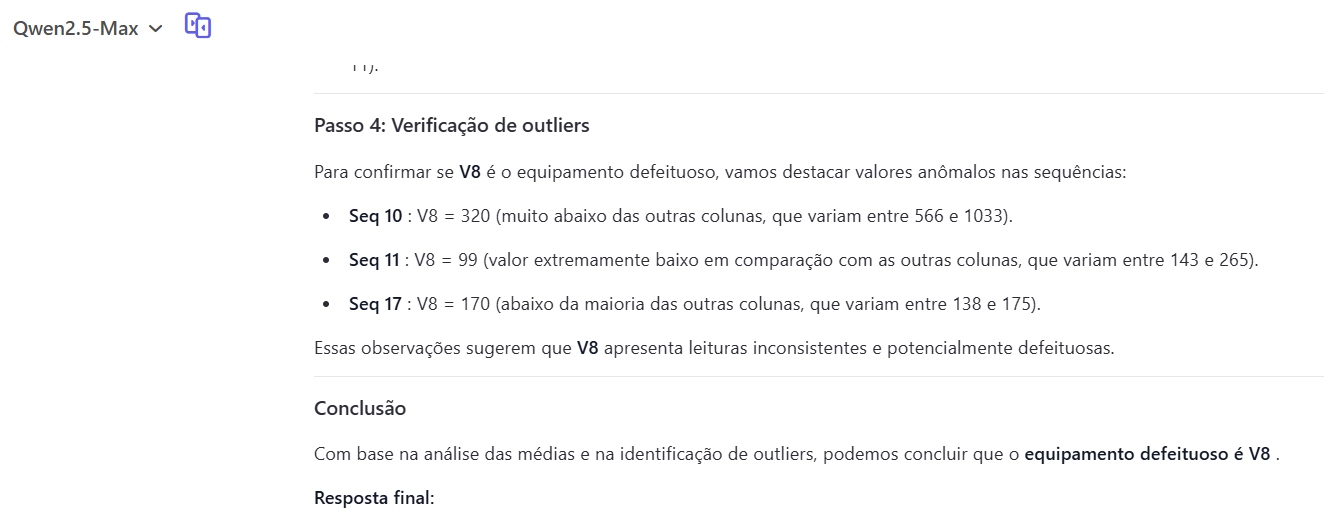 Qwen2.5-Max
11).
Passo 4: Verificação de outliers
Para confirmar se V8 é o equipamento defeituoso, vamos destacar valores anômalos nas sequências:
• Seq 10 : V8 = 320 (muito abaixo das outras colunas, que variam entre 566 e 1033).
• Seq 11 : V8 = 99 (valor extremamente baixo em comparação com as outras colunas, que variam entre 143 e 265).
• Seq 17 : V8 = 170 (abaixo da maioria das outras colunas, que variam entre 138 e 175).
Essas observações sugerem que V8 apresenta leituras inconsistentes e potencialmente defeituosas.
Conclusão
Com base na análise das médias e na identificação de outliers, podemos concluir que o equipamento defeituoso é V8 .
Resposta final: